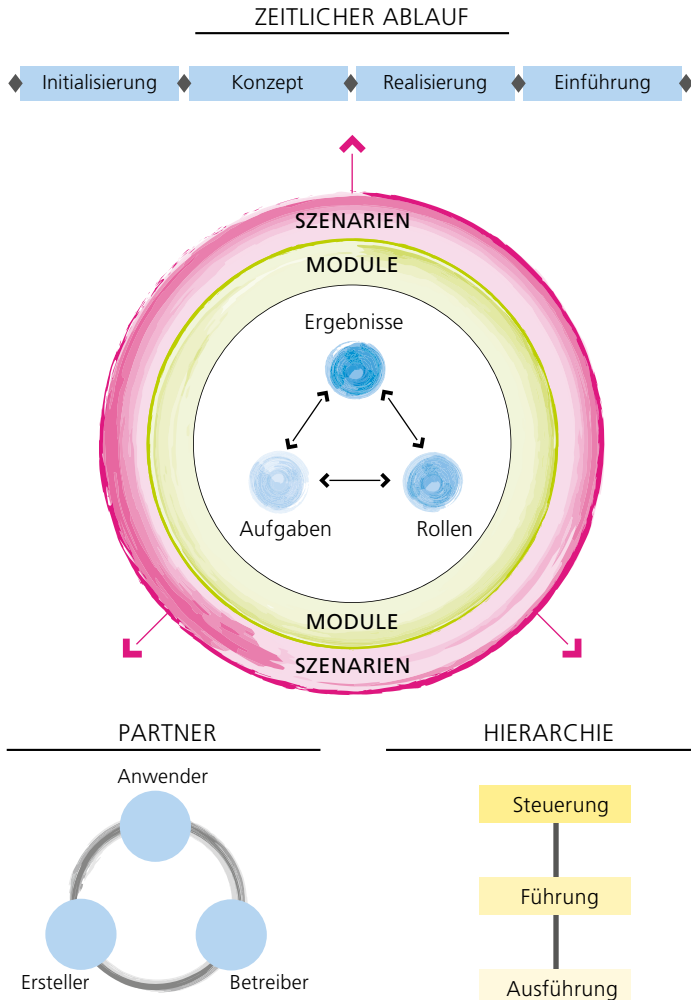 ZEITLICHER ABLAUF
Initialisierung Konzept Realisierung Einführung
SZENARIEN
MODULE
Ergebnisse
Aufgaben Rollen
MODULE
SZENARIEN
PARTNER
Anwender
Ersteller Betreiber
HIERARCHIE
Steuerung
Führung
Ausführung